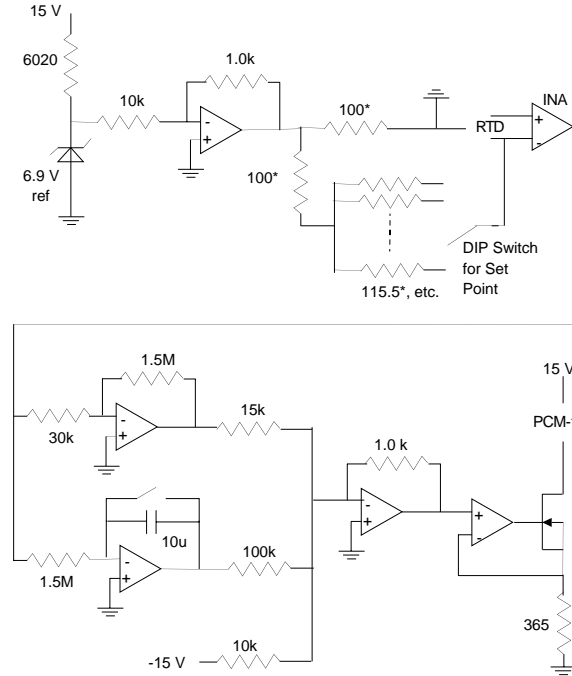 15 V
6020
1.0k
10k
-
+
6.9 V
ref
100*
100*
RTD
+
-
INA
DIP Switch
for Set
Point
115.5*, etc.
1.5M
30k
-
+
15k
10u
1.5M
-
+
100k
-15 V
10k
1.0 k
-
+
+
-
15 V
PCM-
365